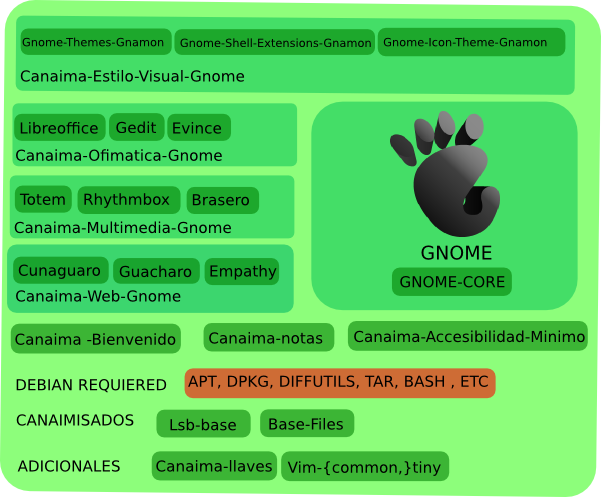 Gnome-Themes-Gnamon Gnome-Shell-Extensions-Gnamon Gnome-Icon-Theme-Gnamon
Canaima-Estilo-Visual-Gnome
Libreoffice Gedit Evince
Canaima-Ofimatica-Gnome
Totem Rhythmbox Brasero
Canaima-Multimedia-Gnome
Cunaguaro Guacharo Empathy
Canaima-Web-Gnome
GNOME
GNOME-CORE
Canaima -Bienvenido Canaima-notas Canaima-Accesibilidad-Minimo
DEBIAN REQUIERED APT, DPKG, DIFFUTILS, TAR, BASH , ETC
CANAIMISADOS Lsb-base Base-Files
ADICIONALES Canaima-llaves Vim-{common,}tiny